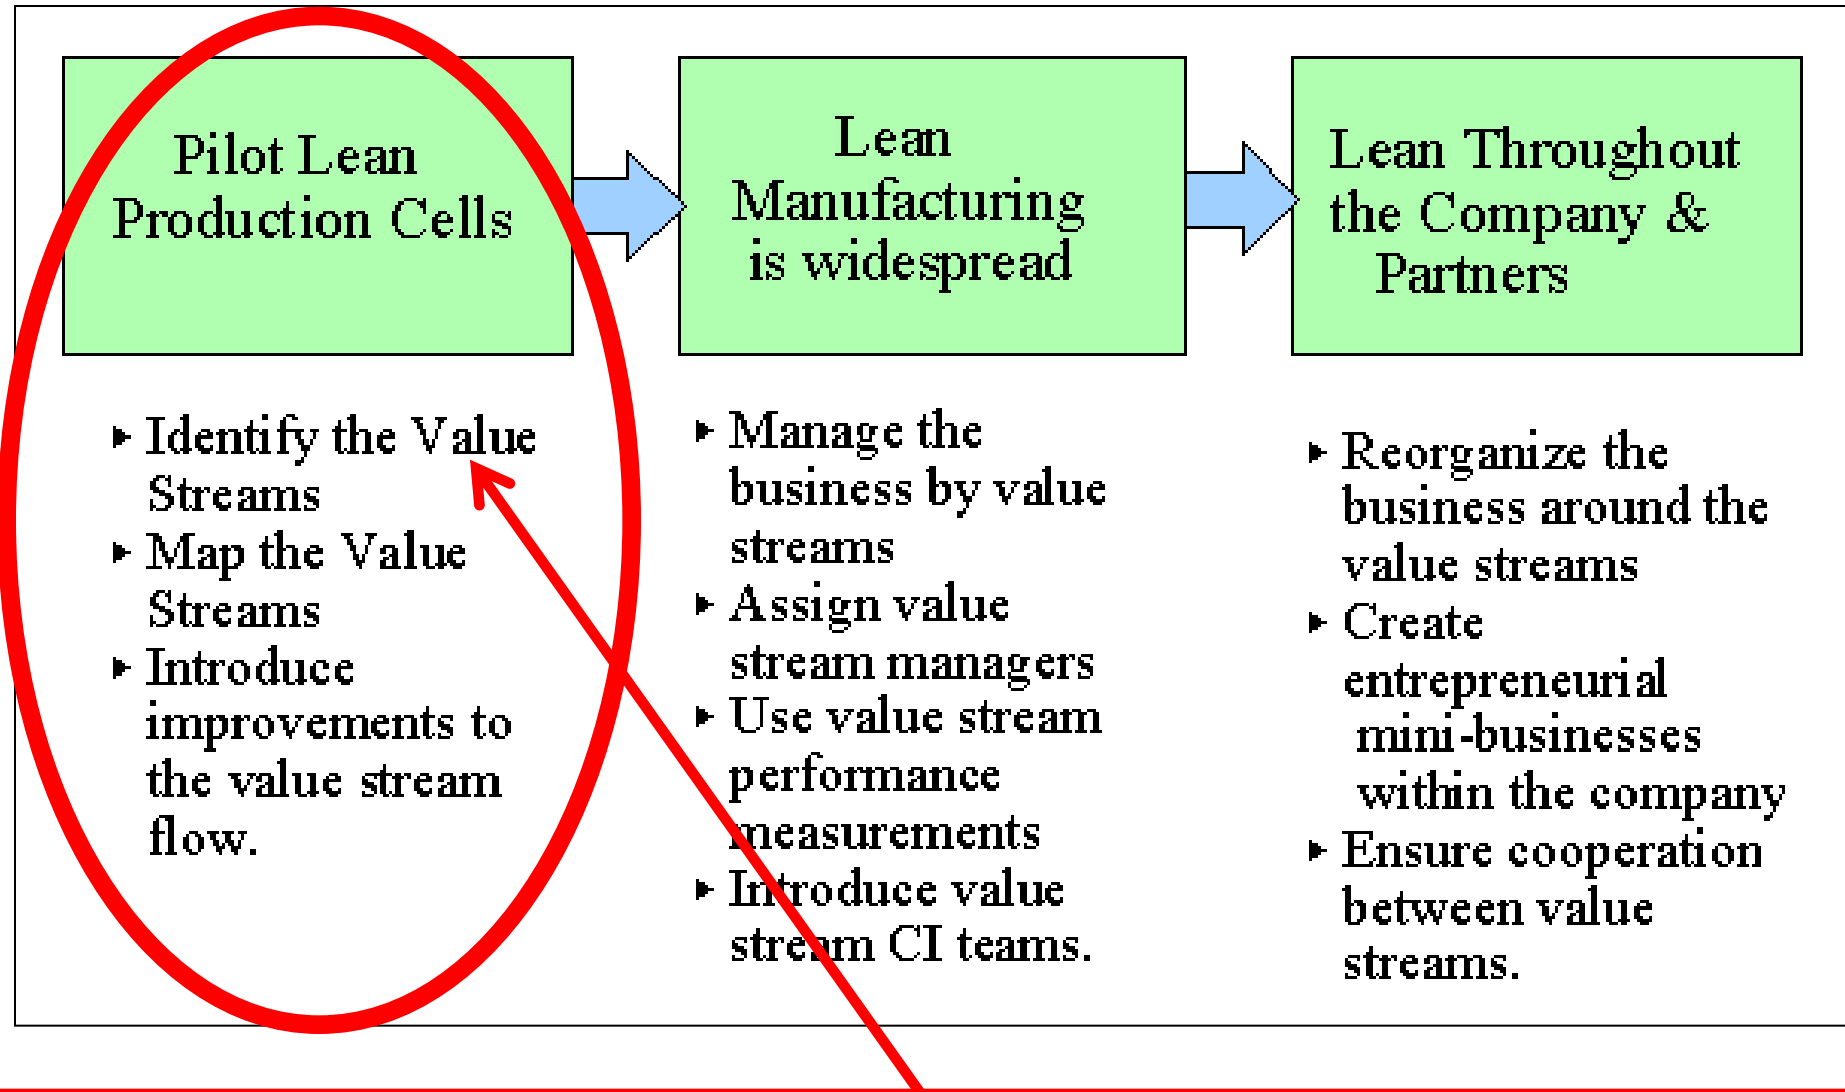 Pilot Lean
Production Cells
Lean
Manufacturing
is widespread
Lean Throughout
the Company &
Partners
▸ Identify the Value
Streams
▸ Map the Value
Streams
▸ Introduce
improvements to
the value stream
flow.
▸ Manage the
business by value
streams
▸ Assign value
stream managers
▸ Use value stream
performance
measurements
▸ Introduce value
stream CI teams.
▸ Reorganize the
business around the
value streams
▸ Create
entrepreneurial
mini-businesses
within the company
▸ Ensure cooperation
between value
streams.